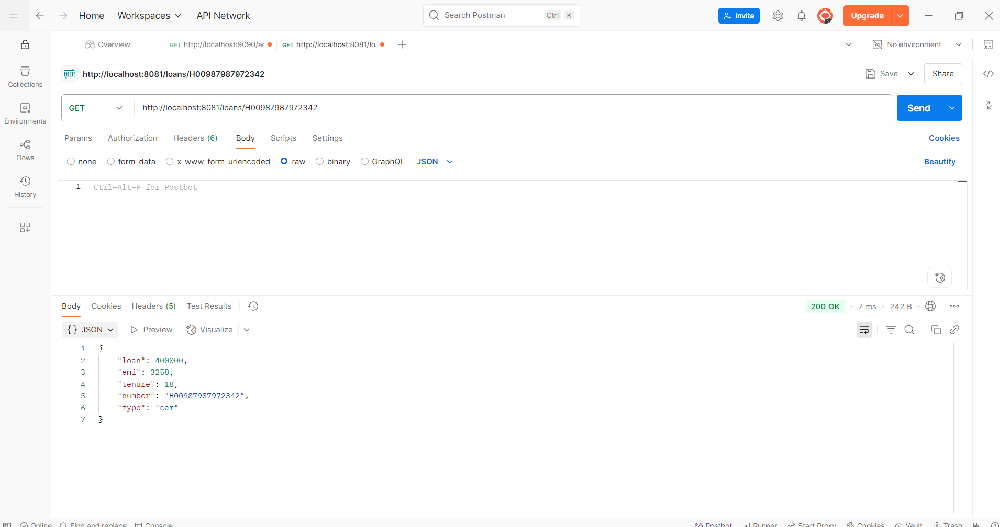 Home Workspaces API Network Search Postman Ctrl K Invite Upgrade
Overview GET http://localhost:9090/ac GET http://localhost:8081/loa No environment
HTTP http://localhost:8081/loans/H00987987972342 Save Share
Collections
Environments
Flows
History
GET http://localhost:8081/loans/H00987987972342 Send
Params Authorization Headers (6) Body Scripts Settings Cookies
none form-data x-www-form-urlencoded raw binary GraphQL JSON Beautify
1 Ctrl+Alt+P for Postbot
Body Cookies Headers (5) Test Results 200 OK 7 ms 242 B
{} JSON Preview Visualize
1 {
2 "loan": 400000,
3 "emi": 3258,
4 "tenure": 18,
5 "number": "H00987987972342",
6 "type": "car"
7 }
Online Find and replace Console Postbot Runner Start Proxy Cookies Vault Trash